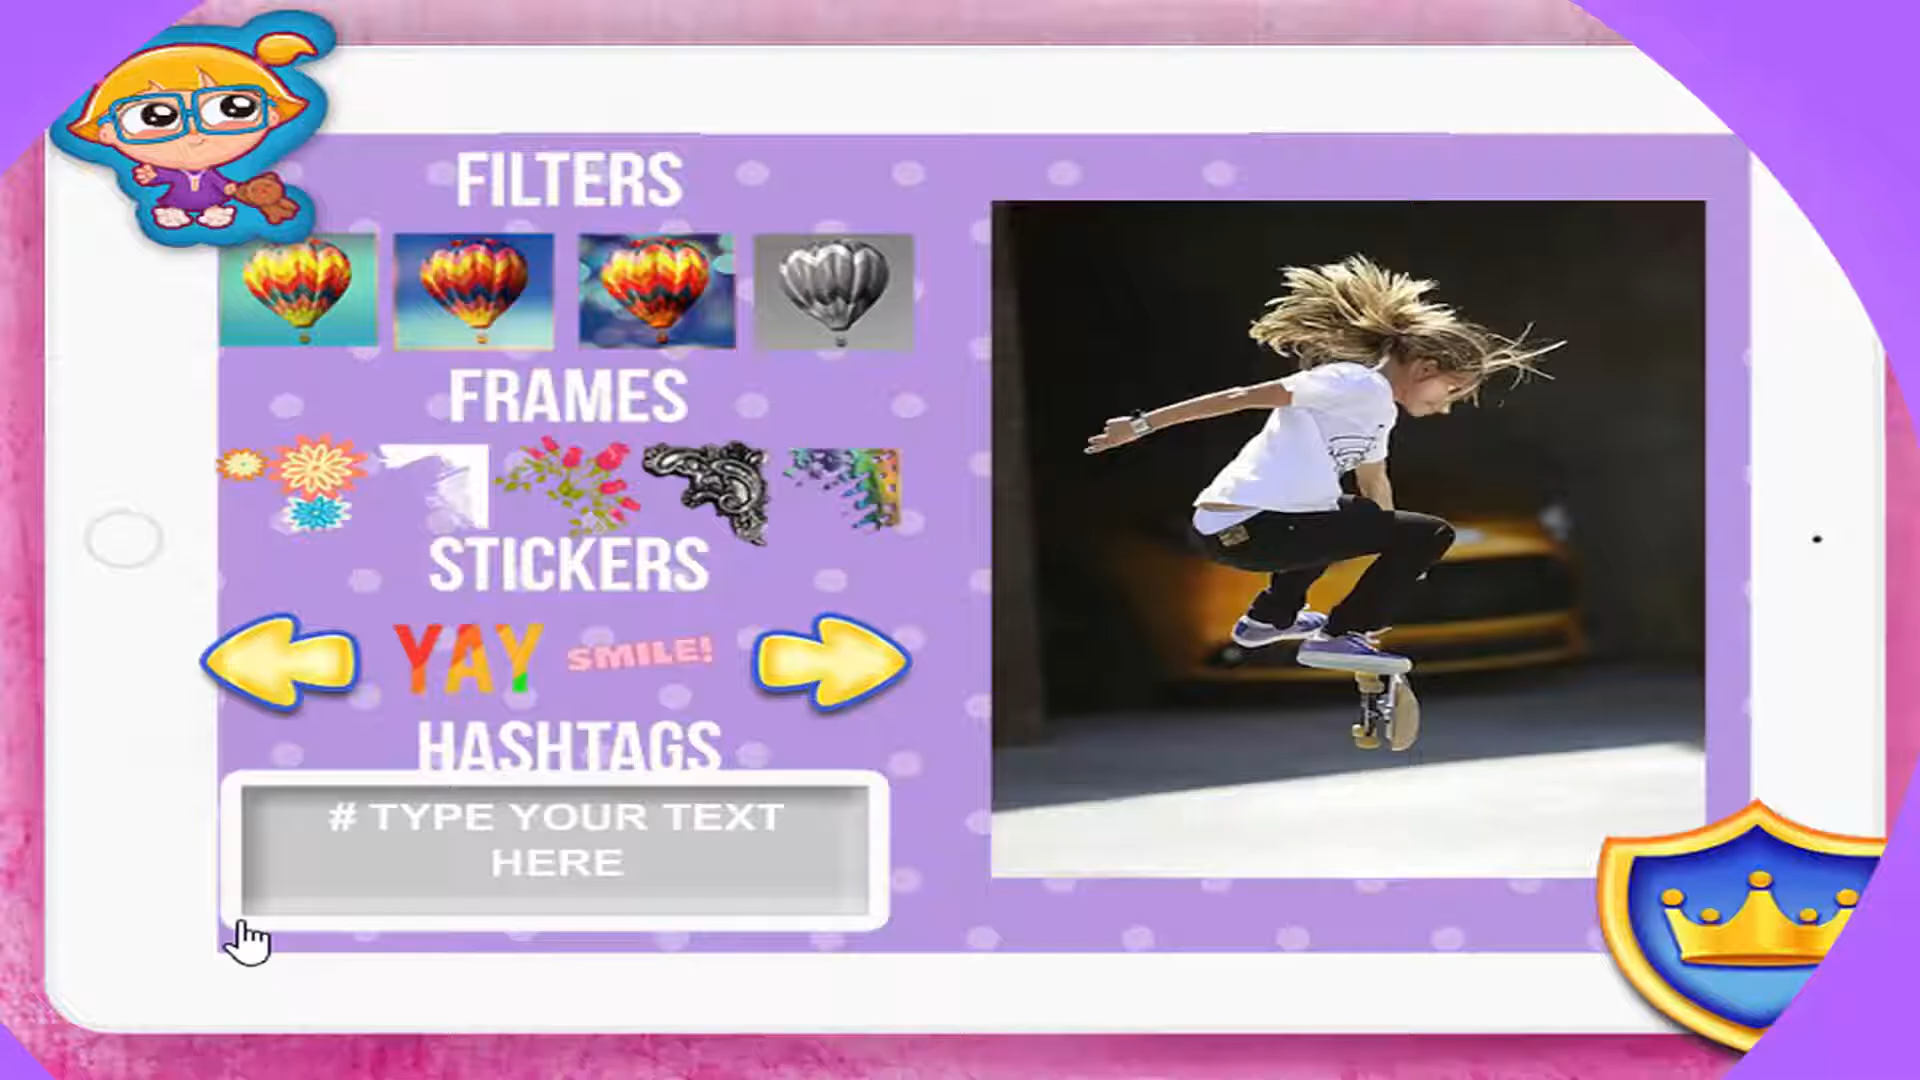 FILTERS
FRAMES
STICKERS
YAY SMILE!
HASHTAGS
# TYPE YOUR TEXT
HERE